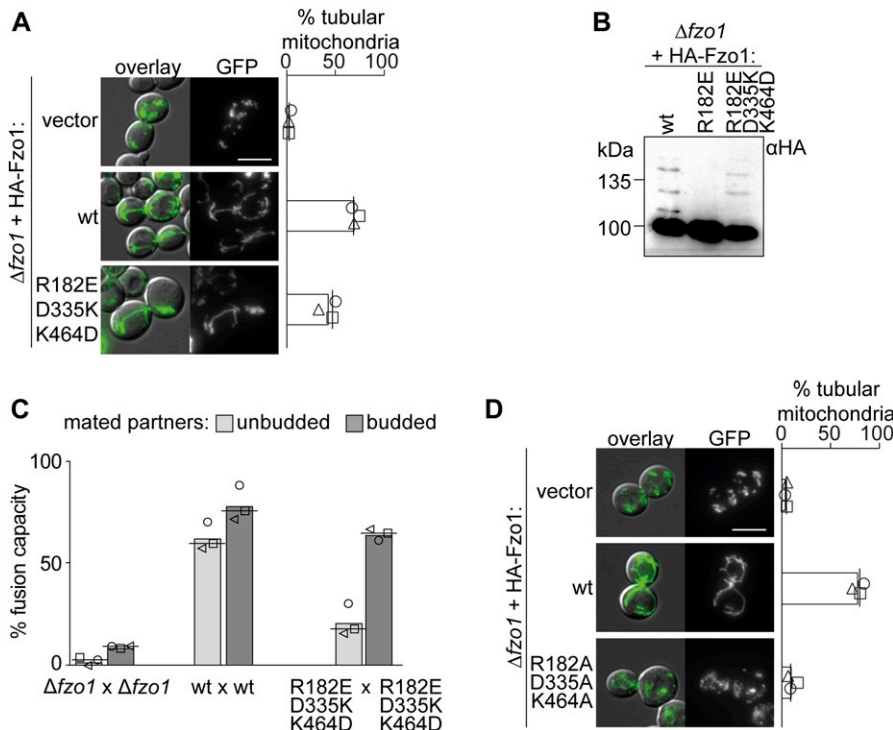 A
% tubular
mitochondria
0 50 100
overlay GFP
Δfzo1 + HA-Fzo1:
vector
wt
R182E
D335K
K464D
B
Δfzo1
+ HA-Fzo1:
wt
R182E
R182E
D335K
K464D
kDa
αHA
135
100
C
mated partners: unbudded budded
% fusion capacity
100
50
0
Δfzo1 x Δfzo1
wt x wt
R182E R182E
D335K x D335K
K464D K464D
D
% tubular
mitochondria
0 50 100
overlay GFP
Δfzo1 + HA-Fzo1:
vector
wt
R182A
D335A
K464A